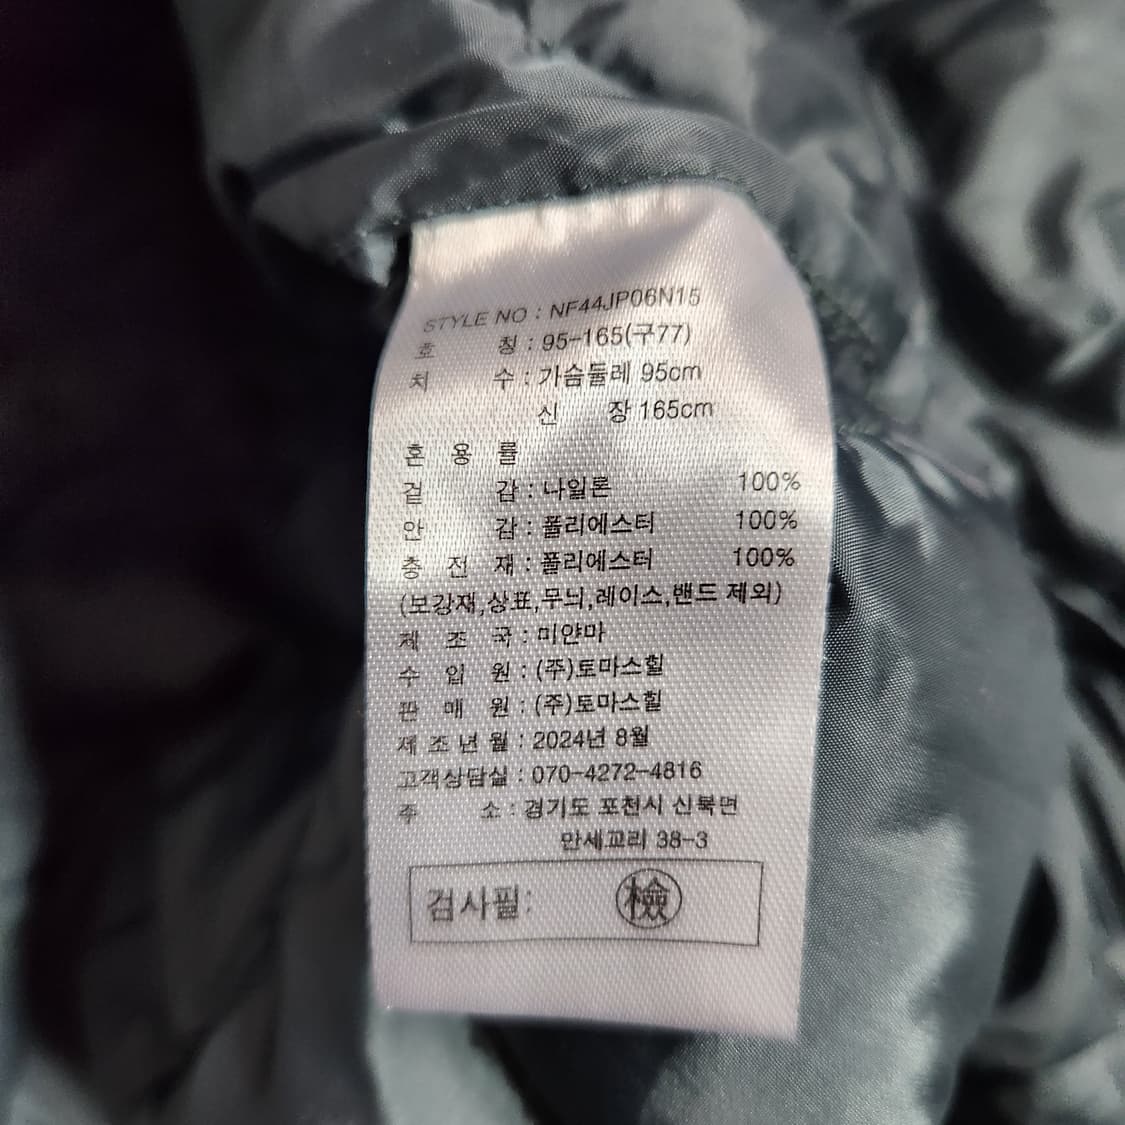 STYLE NO : NF44JP06N15
호 칭 : 95-165(구77)
치 수 : 가슴둘레 95cm
신 장 165cm
혼 용 률
겉 감 : 나일론 100%
안 감 : 폴리에스터 100%
충 전 재 : 폴리에스터 100%
(보강재,상표,무늬,레이스,밴드 제외)
제 조 국 : 미얀마
수 입 원 : (주)토마스힐
판 매 원 : (주)토마스힐
제 조 년 월 : 2024년 8월
고객상담실 : 070-4272-4816
주 소 : 경기도 포천시 신북면
만세교리 38-3
검사필: 檢